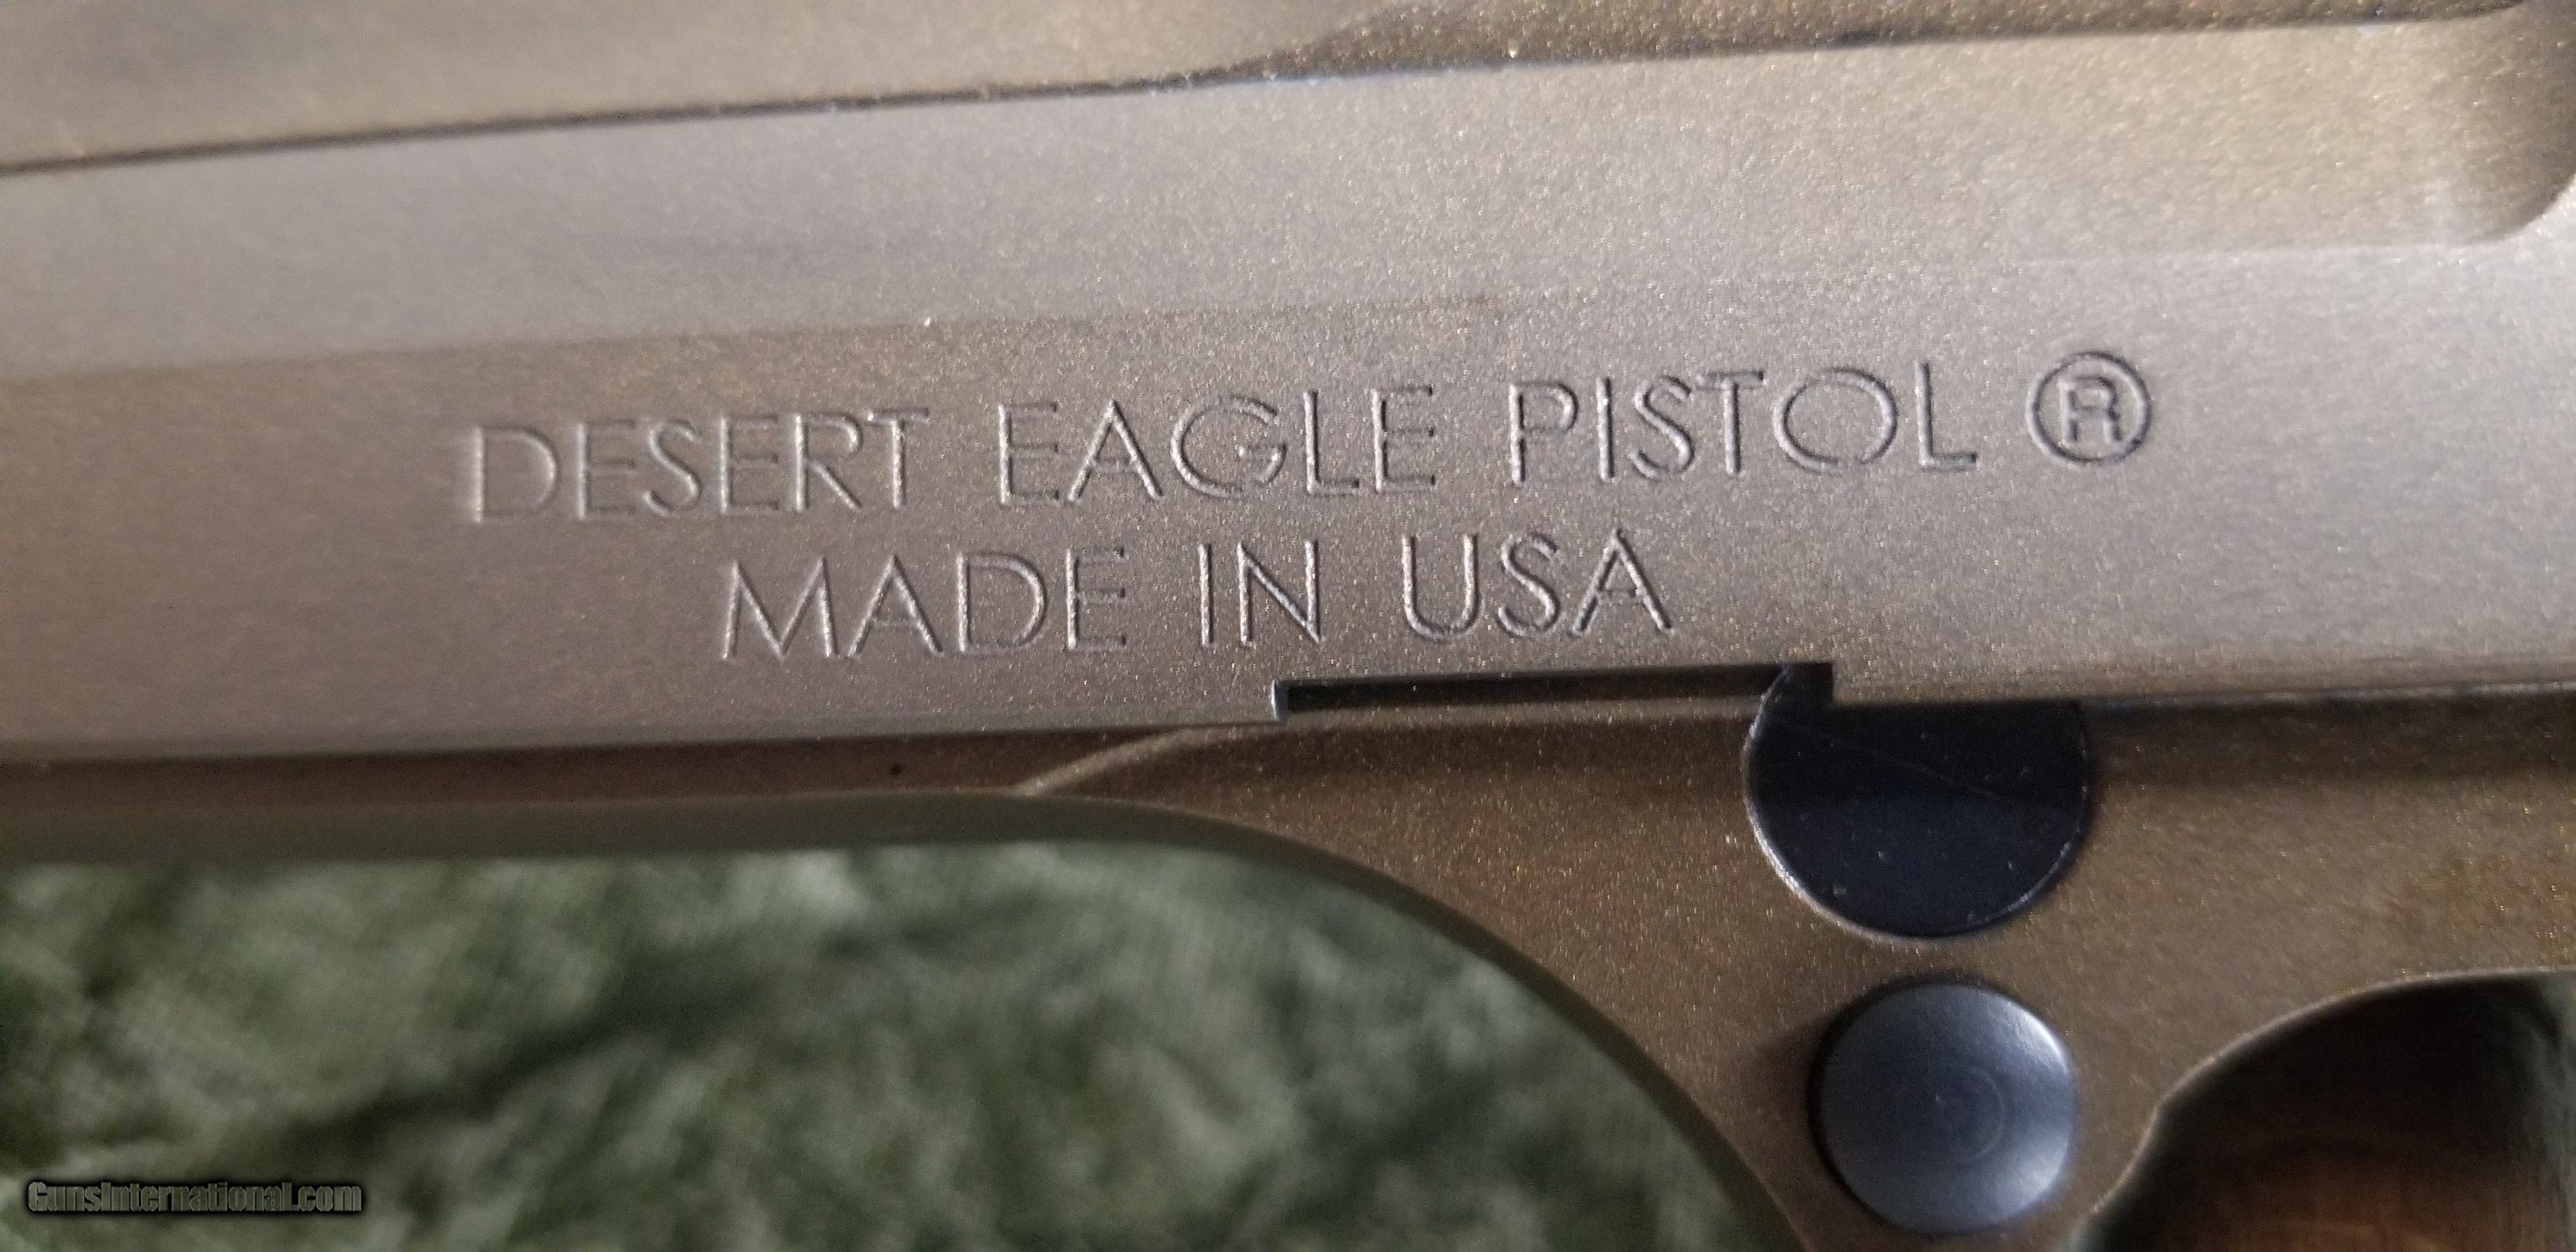 DESERT EAGLE PISTOL ®
MADE IN USA
GunsInternational.com